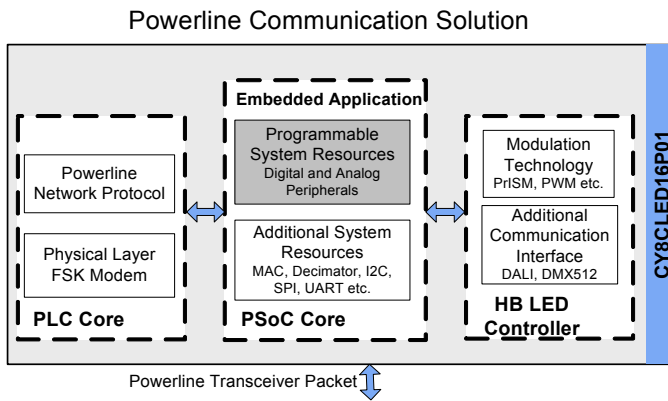 Powerline Communication Solution
Powerline
Network Protocol
Physical Layer
FSK Modem
PLC Core
Embedded Application
Programmable
System Resources
Digital and Analog
Peripherals
Additional System
Resources
MAC, Decimator, I2C,
SPI, UART etc.
PSoC Core
Modulation
Technology
PrISM, PWM etc.
Additional
Communication
Interface
DALI, DMX512
HB LED
Controller
CY8CLED16P01
Powerline Transceiver Packet